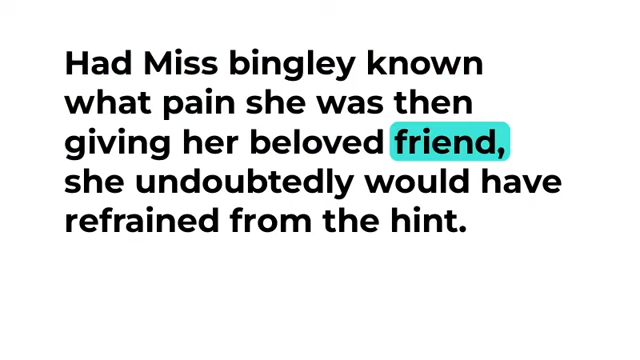 Had Miss bingley known
what pain she was then
giving her beloved friend,
she undoubtedly would have
refrained from the hint.